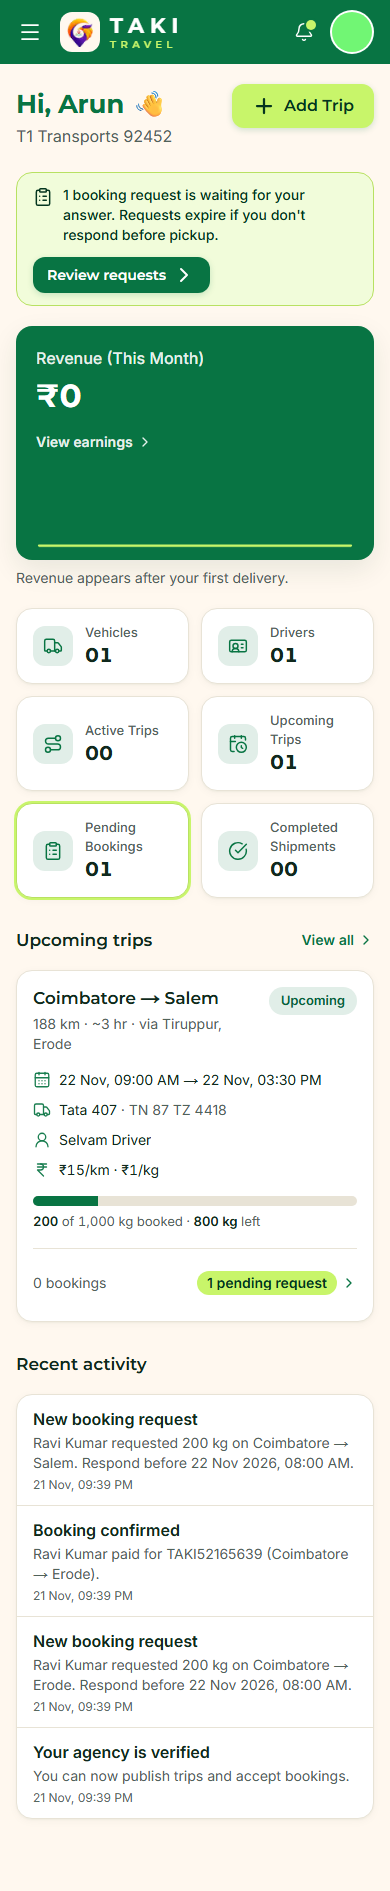 TAKI
TRAVEL
Hi, Arun 👋
Add Trip
T1 Transports 92452
1 booking request is waiting for your
answer. Requests expire if you don't
respond before pickup.
Review requests
Revenue (This Month)
₹0
View earnings
Revenue appears after your first delivery.
Vehicles
01
Drivers
01
Active Trips
00
Upcoming
Trips
01
Pending
Bookings
01
Completed
Shipments
00
Upcoming trips
View all
Coimbatore → Salem
Upcoming
188 km · ~3 hr · via Tiruppur,
Erode
22 Nov, 09:00 AM → 22 Nov, 03:30 PM
Tata 407 · TN 87 TZ 4418
Selvam Driver
₹15/km · ₹1/kg
200 of 1,000 kg booked · 800 kg left
0 bookings
1 pending request
Recent activity
New booking request
Ravi Kumar requested 200 kg on Coimbatore →
Salem. Respond before 22 Nov 2026, 08:00 AM.
21 Nov, 09:39 PM
Booking confirmed
Ravi Kumar paid for TAKI52165639 (Coimbatore
→ Erode).
21 Nov, 09:39 PM
New booking request
Ravi Kumar requested 200 kg on Coimbatore →
Erode. Respond before 22 Nov 2026, 08:00 AM.
21 Nov, 09:39 PM
Your agency is verified
You can now publish trips and accept bookings.
21 Nov, 09:39 PM